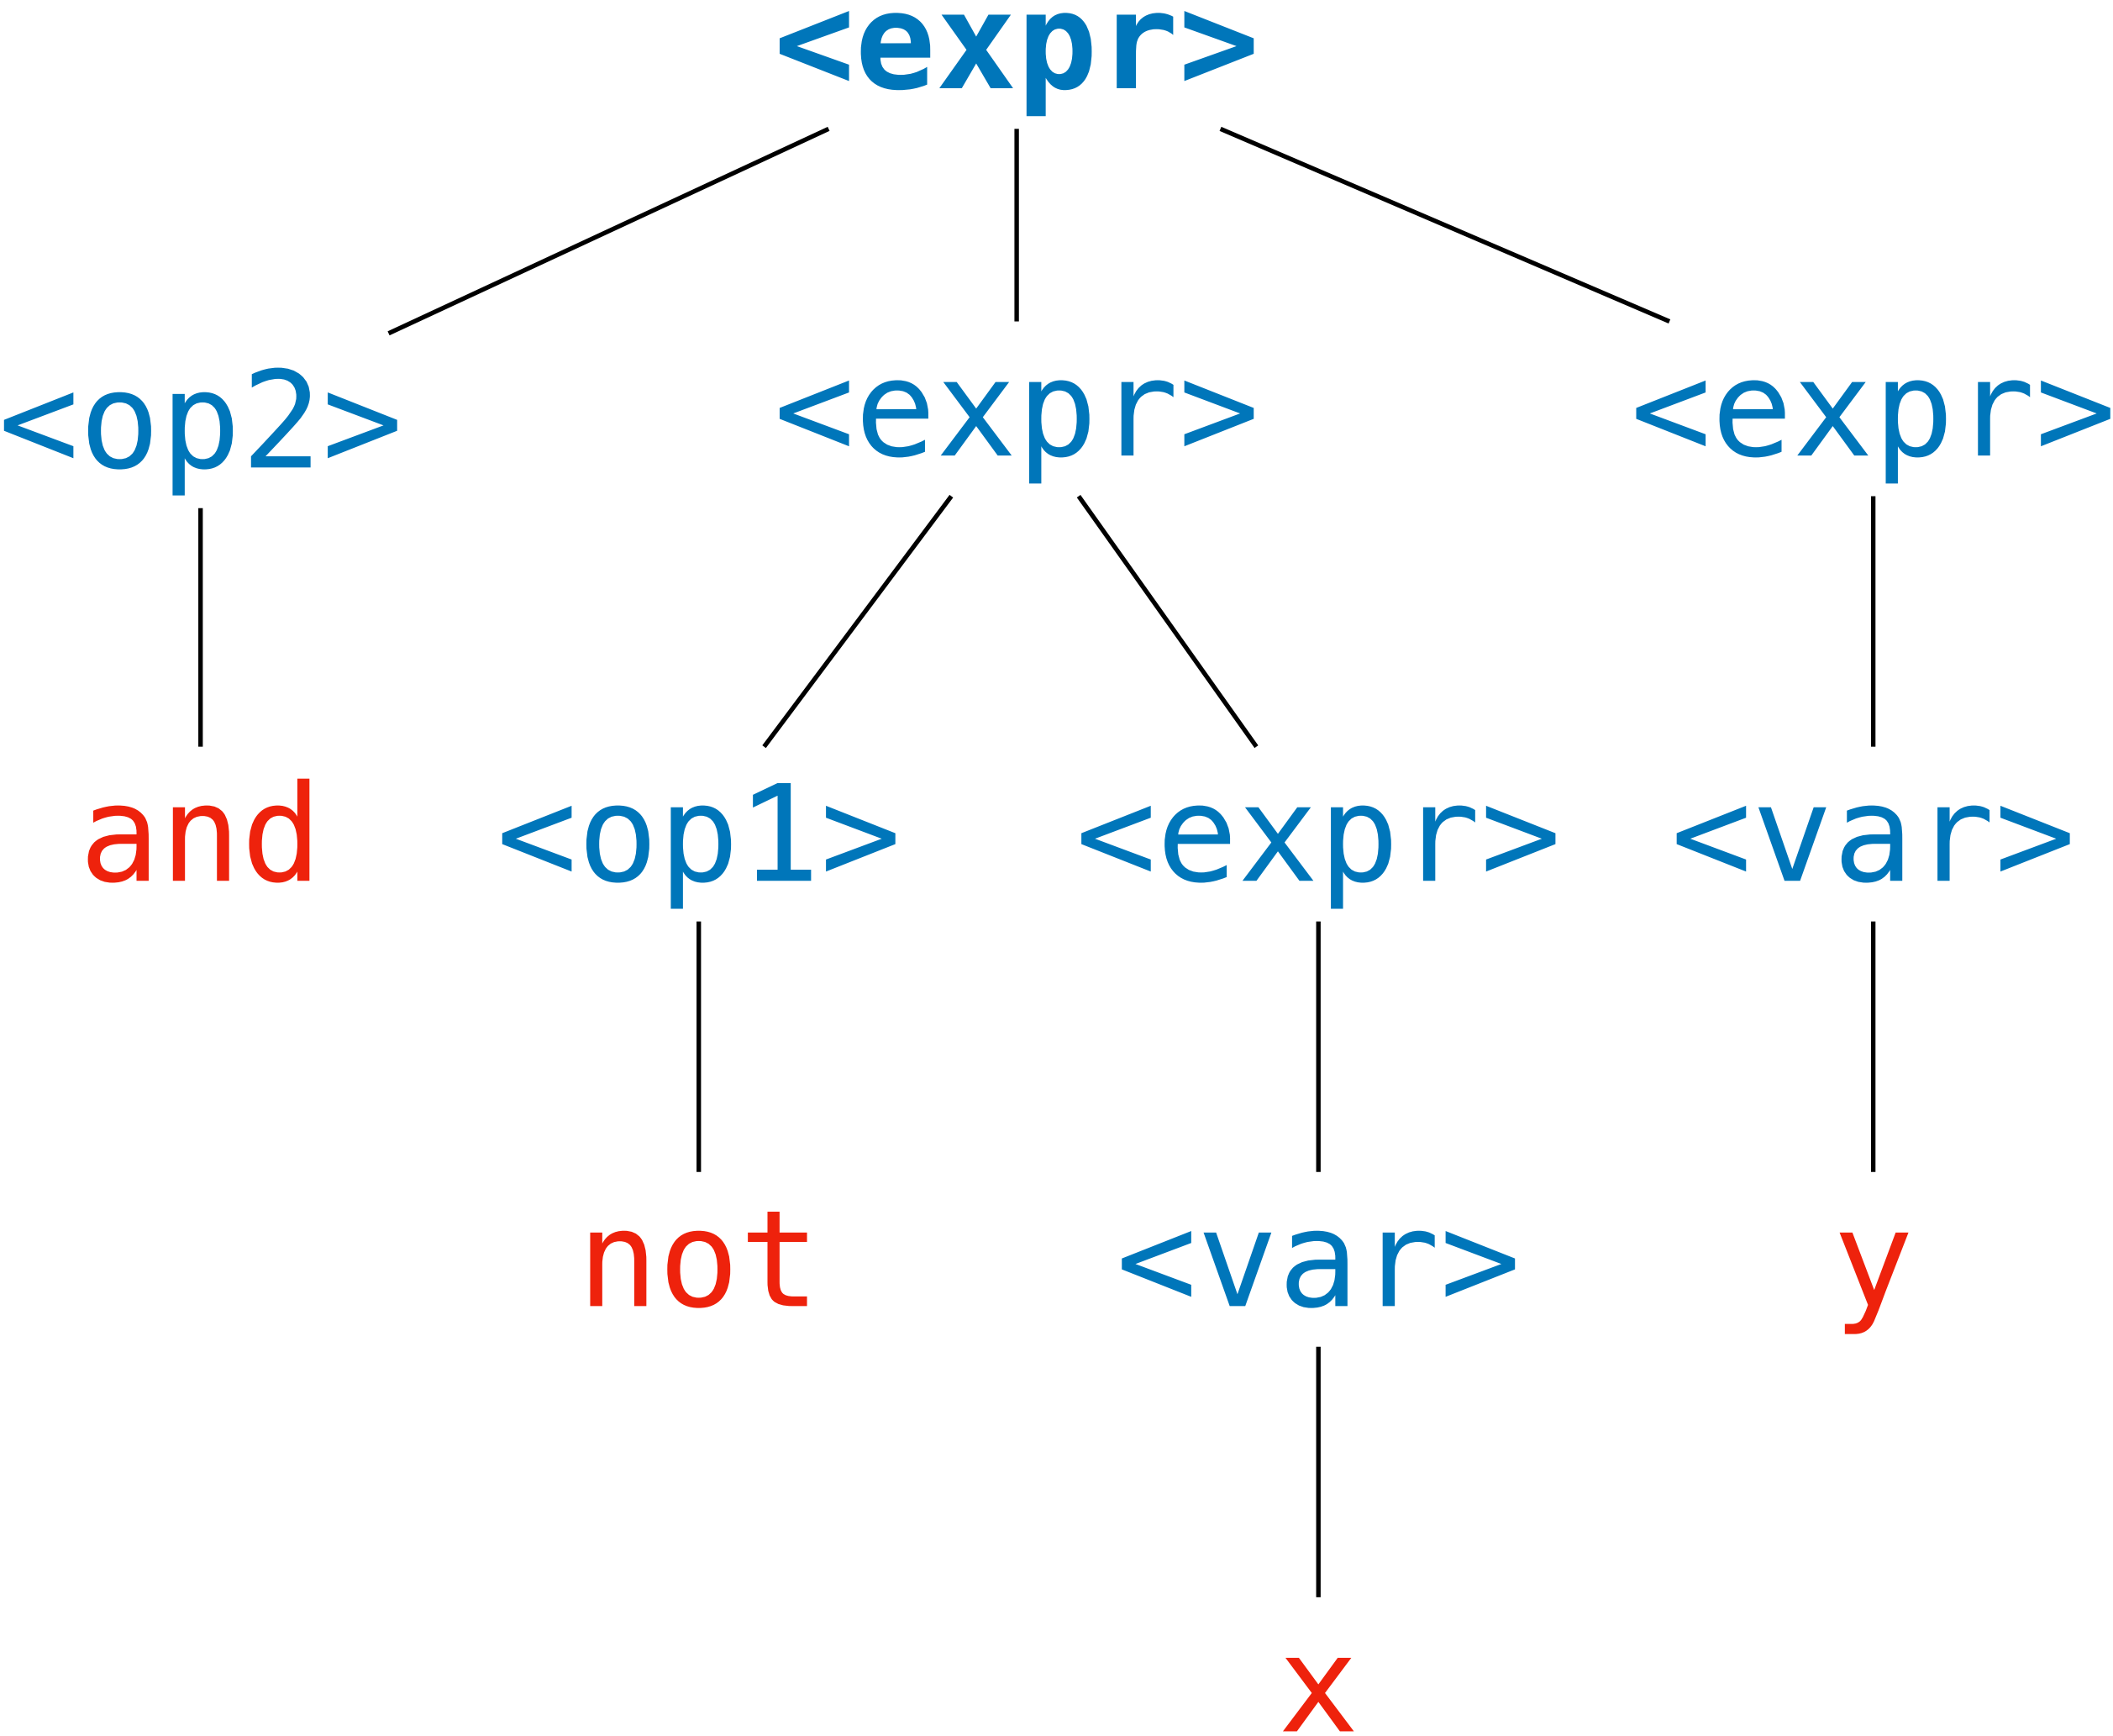 <expr>
<op2> <expr> <expr>
and <op1> <expr> <var>
not <var> y
x